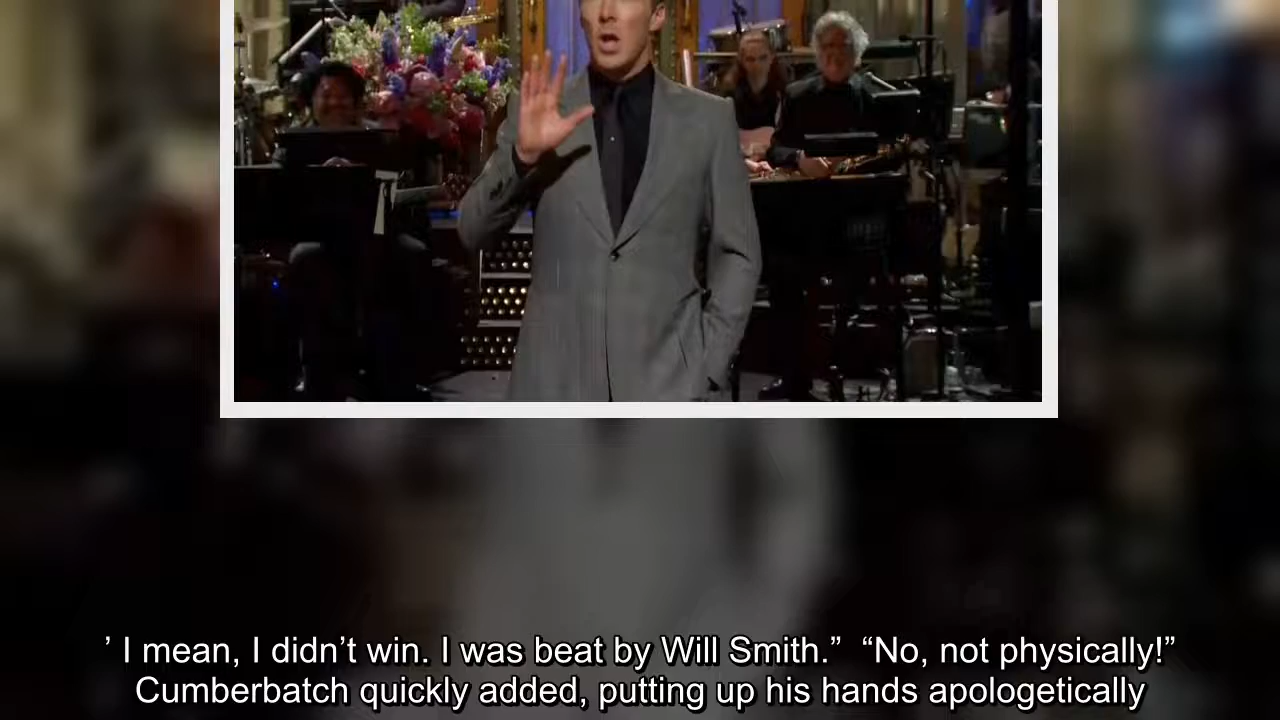 ’ I mean, I didn’t win. I was beat by Will Smith.”  “No, not physically!”
Cumberbatch quickly added, putting up his hands apologetically